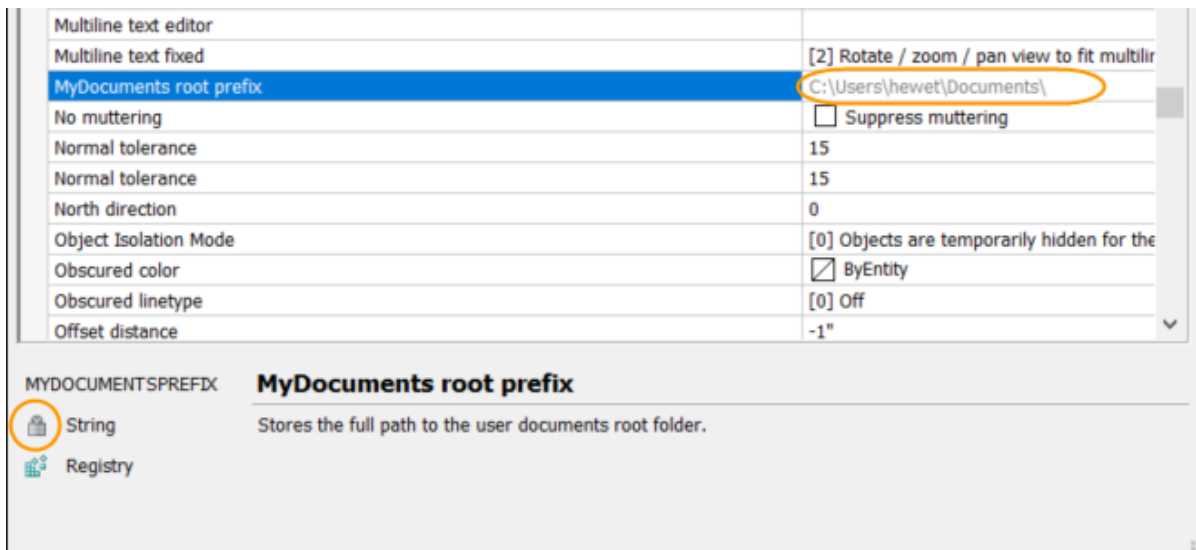 Multiline text editor
Multiline text fixed [2] Rotate / zoom / pan view to fit multilin
MyDocuments root prefix C:\Users\hewet\Documents\
No muttering Suppress muttering
Normal tolerance 15
Normal tolerance 15
North direction 0
Object Isolation Mode [0] Objects are temporarily hidden for the
Obscured color ByEntity
Obscured linetype [0] Off
Offset distance -1"
MYDOCUMENTSPREFIX MyDocuments root prefix
String Stores the full path to the user documents root folder.
Registry